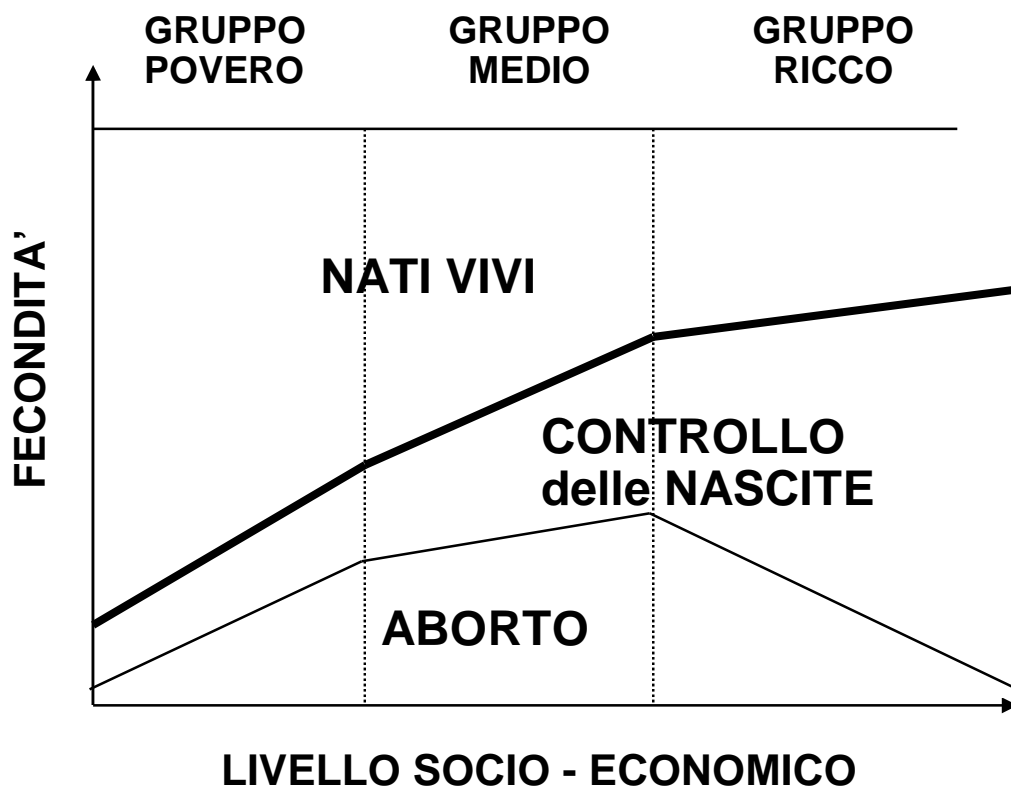 GRUPPO
POVERO
GRUPPO
MEDIO
GRUPPO
RICCO
FECONDITA’
NATI VIVI
CONTROLLO
delle NASCITE
ABORTO
LIVELLO SOCIO - ECONOMICO